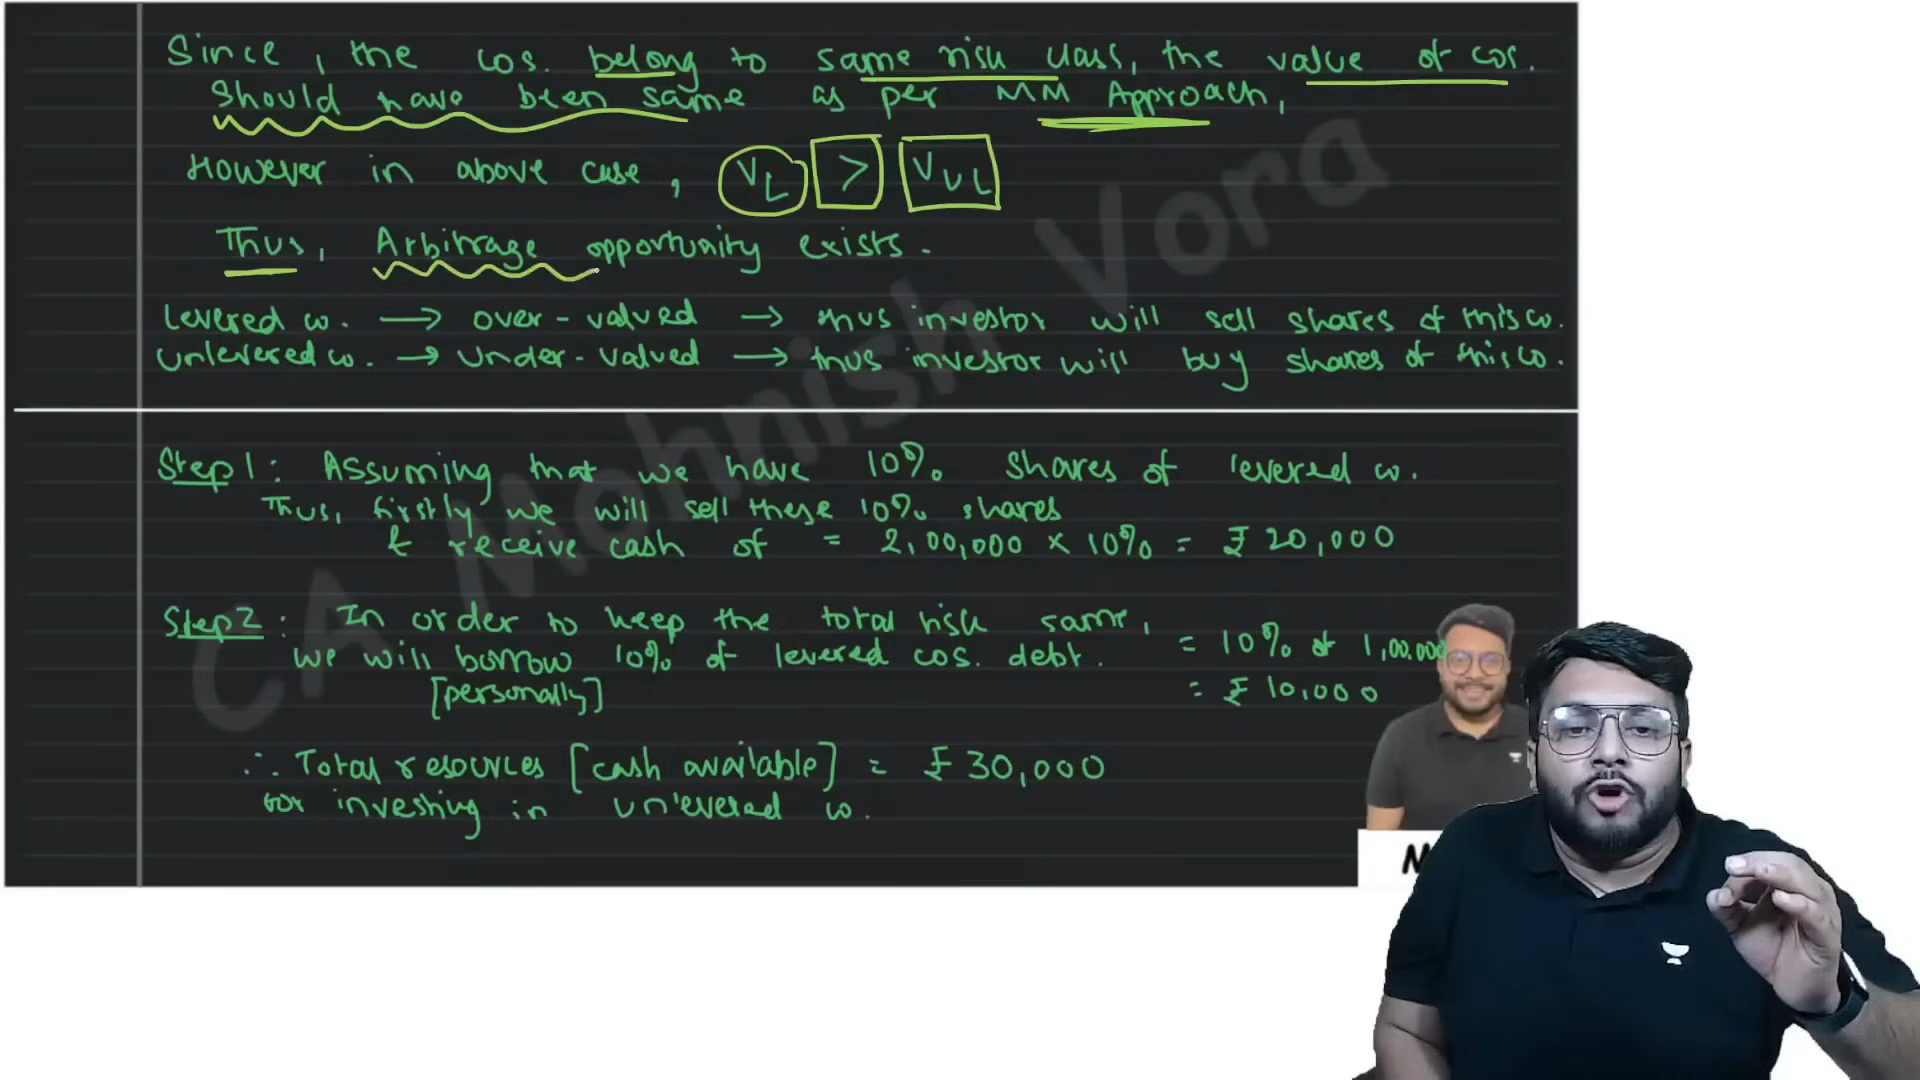 Since, the cos. belong to same risk class, the value of cos.
should have been same as per MM Approach,
However in above case, VL > VUL
Thus, Arbitrage opportunity exists.
Levered co. → over-valued → thus investor will sell shares of this co.
Unlevered co. → under-valued → thus investor will buy shares of this co.
Step 1: Assuming that we have 10% shares of levered co.
Thus, firstly we will sell these 10% shares
& receive cash of = 2,00,000 × 10% = ₹ 20,000
Step 2: In order to keep the total risk same,
we will borrow 10% of levered cos. debt.
[personally]
= 10% of 1,00,000
= ₹ 10,000
∴ Total resources [cash available] = ₹ 30,000
for investing in unlevered co.
CA Mohnish Vora